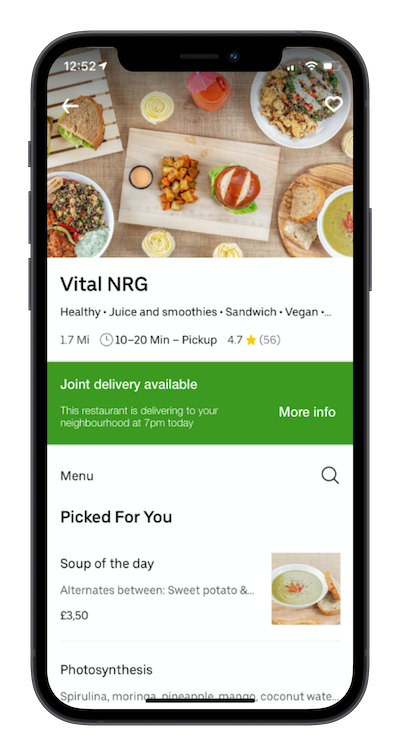 12:52
Vital NRG
Healthy • Juice and smoothies • Sandwich • Vegan •...
1.7 Mi 10–20 Min – Pickup 4.7 (56)
Joint delivery available
This restaurant is delivering to your
neighbourhood at 7pm today
More info
Menu
Picked For You
Soup of the day
Alternates between: Sweet potato &...
£3,50
Photosynthesis
Spirulina, moringa, pineapple, mango, coconut wate...